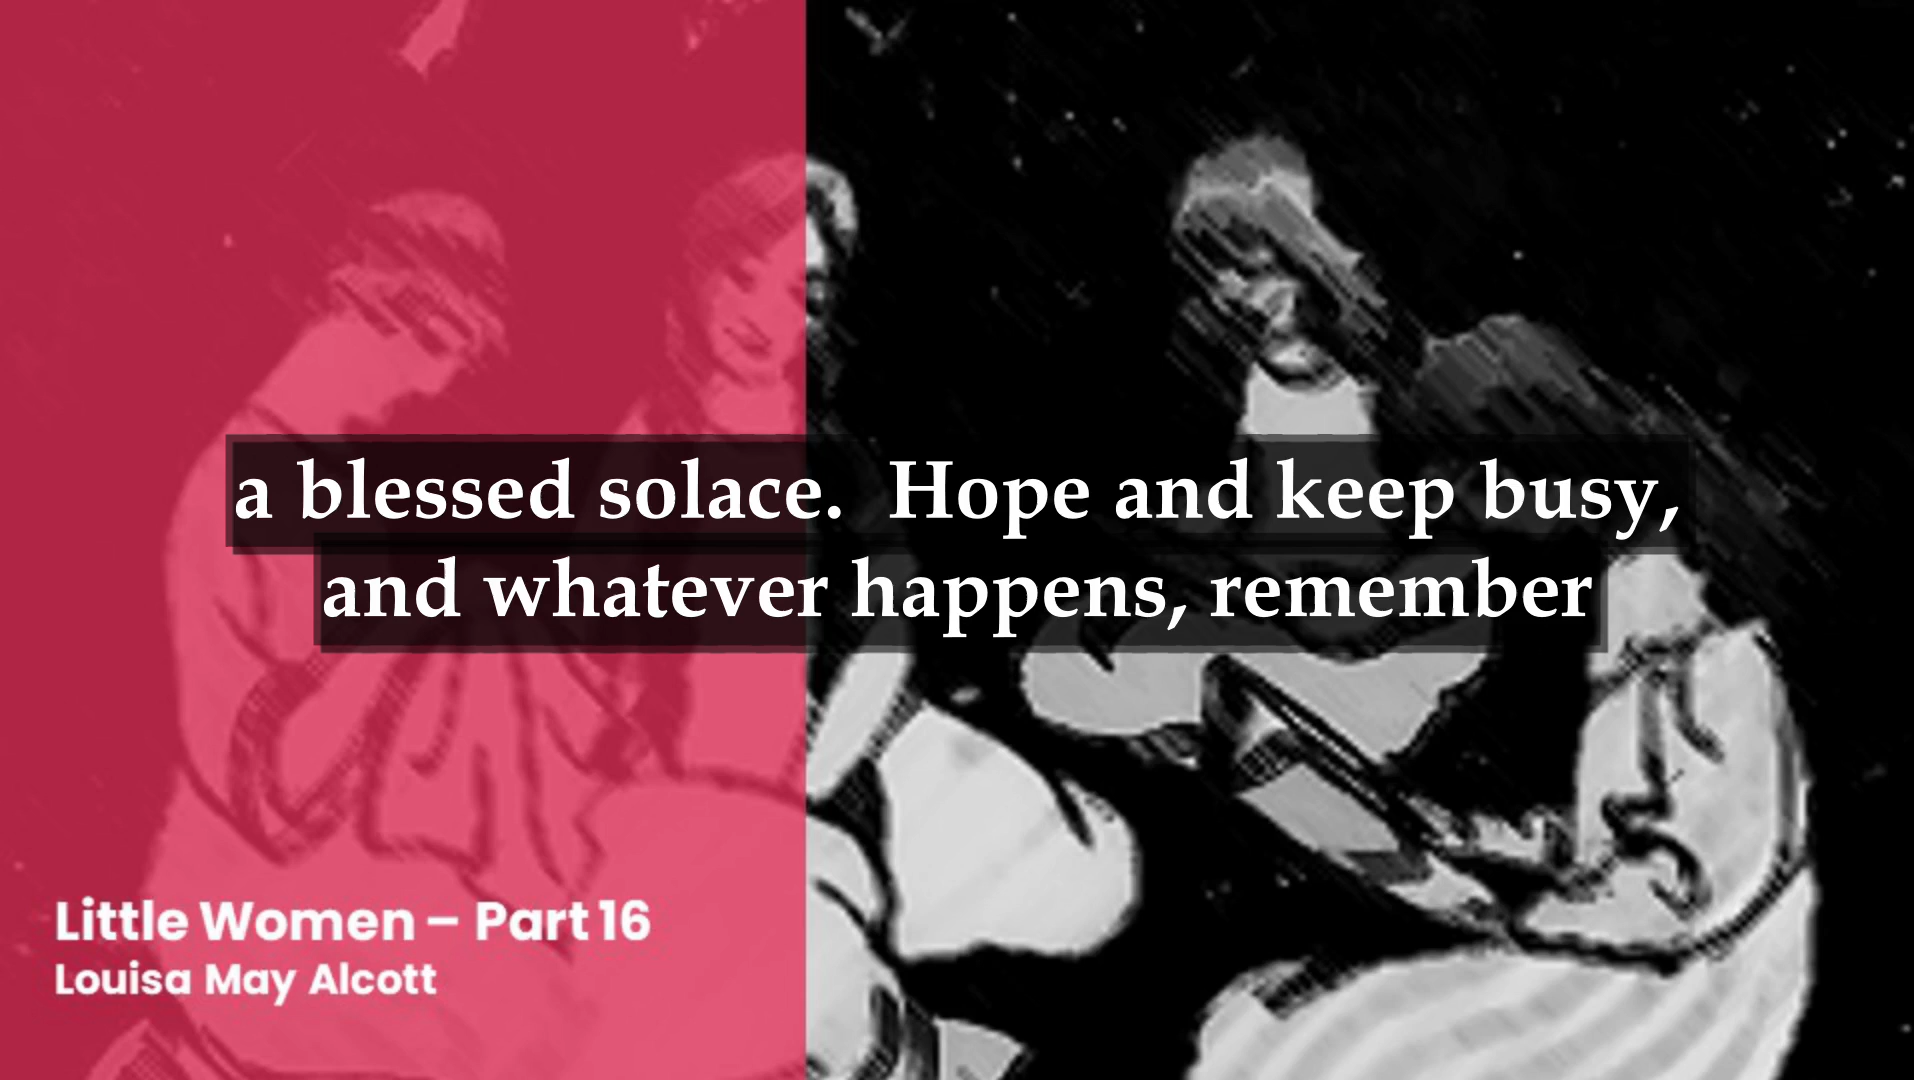 a blessed solace.  Hope and keep busy,
and whatever happens, remember
Little Women – Part 16
Louisa May Alcott